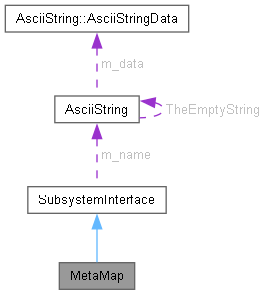 AsciiString::AsciiStringData
m_data
AsciiString
TheEmptyString
m_name
SubsystemInterface
MetaMap